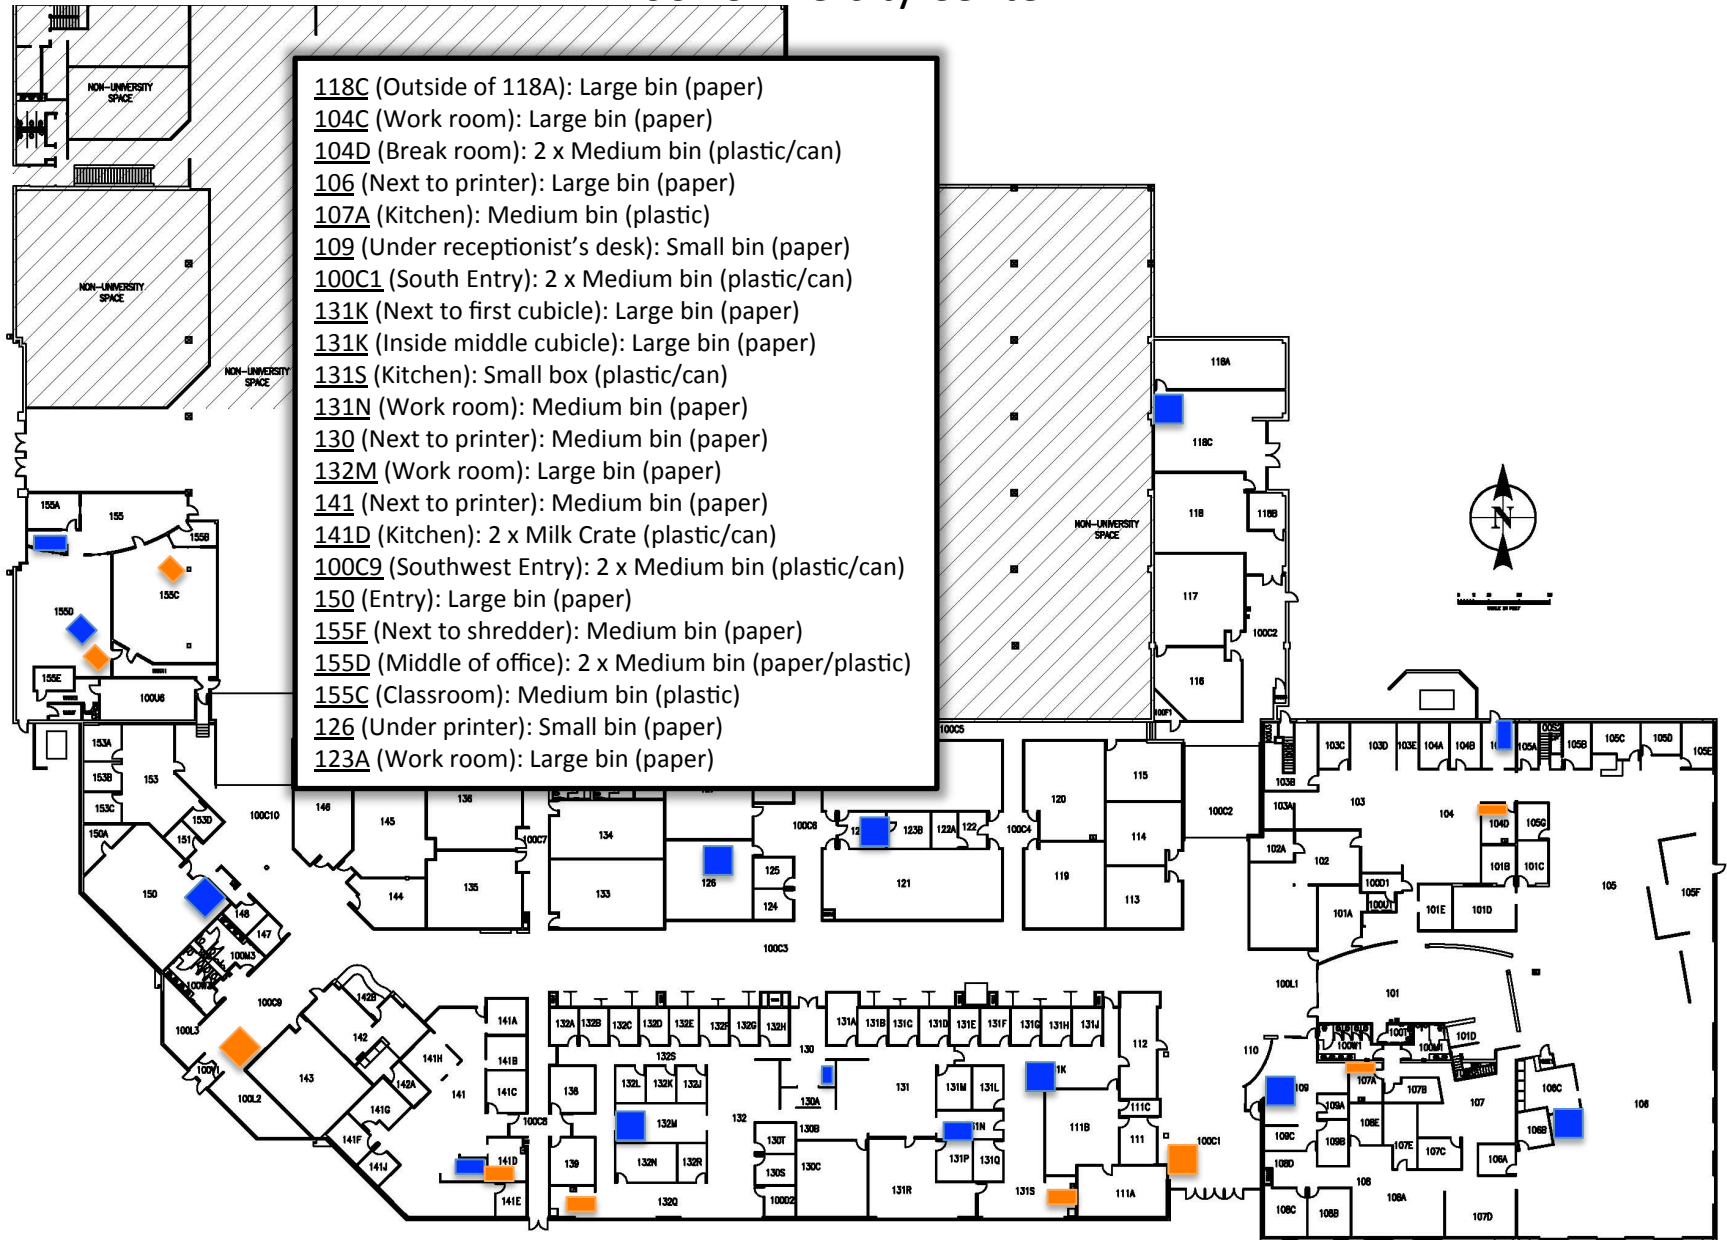 NON-UNIVERSITY
SPACE
118C (Outside of 118A): Large bin (paper)
104C (Work room): Large bin (paper)
104D (Break room): 2 x Medium bin (plastic/can)
106 (Next to printer): Large bin (paper)
107A (Kitchen): Medium bin (plastic)
109 (Under receptionist's desk): Small bin (paper)
100C1 (South Entry): 2 x Medium bin (plastic/can)
131K (Next to first cubicle): Large bin (paper)
131K (Inside middle cubicle): Large bin (paper)
131S (Kitchen): Small box (plastic/can)
131N (Work room): Medium bin (paper)
130 (Next to printer): Medium bin (paper)
132M (Work room): Large bin (paper)
141 (Next to printer): Medium bin (paper)
141D (Kitchen): 2 x Milk Crate (plastic/can)
100C9 (Southwest Entry): 2 x Medium bin (plastic/can)
150 (Entry): Large bin (paper)
155F (Next to shredder): Medium bin (paper)
155D (Middle of office): 2 x Medium bin (paper/plastic)
155C (Classroom): Medium bin (plastic)
126 (Under printer): Small bin (paper)
123A (Work room): Large bin (paper)
NON-UNIVERSITY
SPACE
NON-UNIVERSITY
SPACE
NON-UNIVERSITY
SPACE
N
118A
118C
118
118B
117
100C2
116
155A
155
155B
155C
155D
155E
100U6
100C5
153A
153B
153
153C
153D
151
150A
150
100C10
146
145
136
144
135
100C7
134
133
126
125
124
100C6
123B
122A
122
121
100C4
120
119
115
114
113
100C2
103C
103D
103E
104A
104B
105A
105B
105C
105D
105E
103B
103A
103
104
104D
105G
102A
102
101B
101C
100D1
101A
101E
101D
105
105F
148
147
100M3
100C9
100L3
100C3
100L1
101
142B
142
142A
143
100L2
141A
141B
141C
141H
141
141G
141F
141J
141D
141E
100C8
138
139
132A
132B
132C
132D
132E
132F
132G
132H
132S
132L
132K
132J
132M
132N
132R
132Q
132
130
130A
130B
130T
130S
130C
100D2
131A
131B
131C
131D
131E
131F
131G
131H
131J
131
131M
131L
131P
131Q
131R
131S
112
111C
111B
111
111A
100C1
110
109
109A
109B
109C
100W1
101D
107A
107B
107
107E
107C
107D
108E
108D
108
108A
108C
108B
106C
106B
106A
106